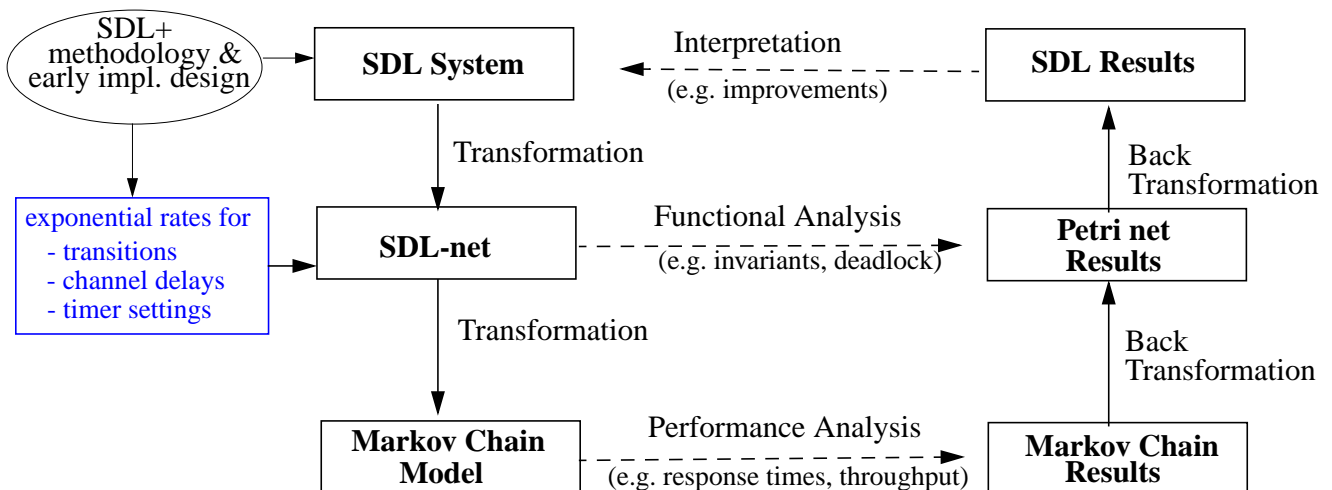 SDL+
methodology &
early impl. design
SDL System
Interpretation
(e.g. improvements)
SDL Results
Transformation
Back
Transformation
exponential rates for
- transitions
- channel delays
- timer settings
SDL-net
Functional Analysis
(e.g. invariants, deadlock)
Petri net
Results
Transformation
Back
Transformation
Markov Chain
Model
Performance Analysis
(e.g. response times, throughput)
Markov Chain
Results